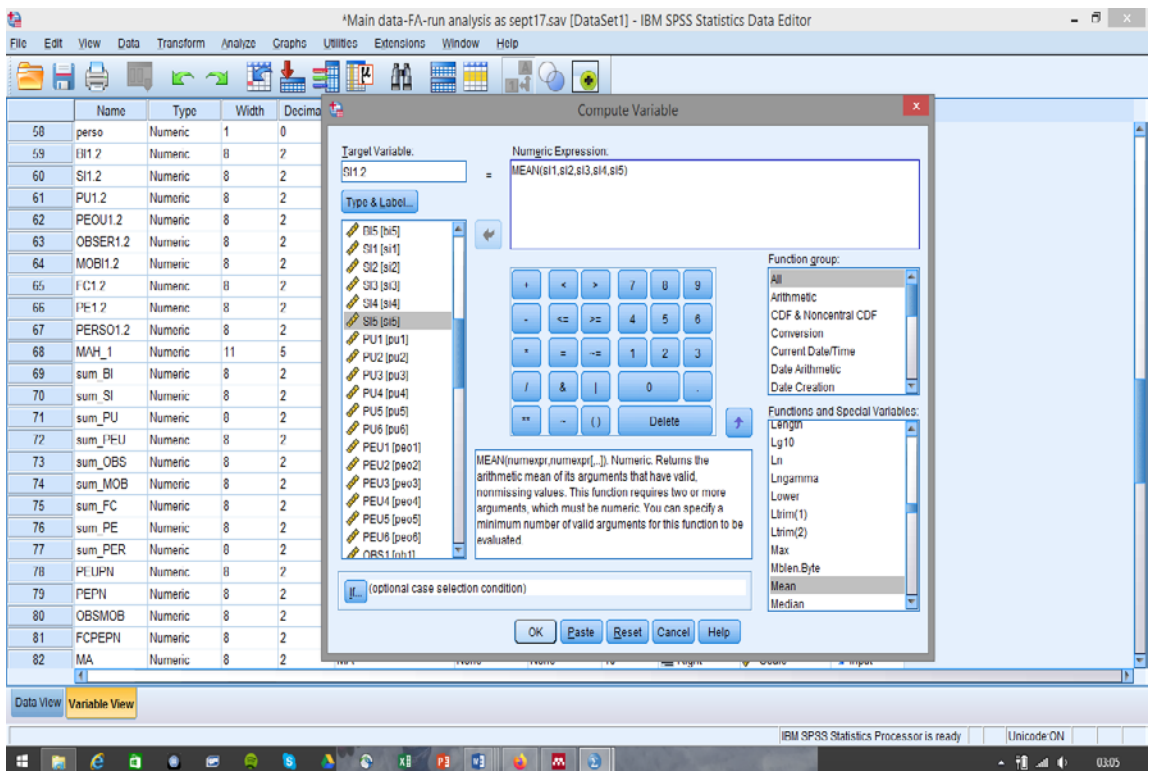 *Main data-FA-run analysis as sept17.sav [DataSet1] - IBM SPSS Statistics Data Editor
File Edit View Data Transform Analyze Graphs Utilities Extensions Window Help
Name Type Width Decima
58 perso Numeric 1 0
59 BI1.2 Numeric 8 2
60 SI1.2 Numeric 8 2
61 PU1.2 Numeric 8 2
62 PEOU1.2 Numeric 8 2
63 OBSER1.2 Numeric 8 2
64 MOBI1.2 Numeric 8 2
65 FC1.2 Numeric 8 2
66 PE1.2 Numeric 8 2
67 PERSO1.2 Numeric 8 2
68 MAH_1 Numeric 11 5
69 sum_BI Numeric 8 2
70 sum_SI Numeric 8 2
71 sum_PU Numeric 8 2
72 sum_PEU Numeric 8 2
73 sum_OBS Numeric 8 2
74 sum_MOB Numeric 8 2
75 sum_FC Numeric 8 2
76 sum_PE Numeric 8 2
77 sum_PER Numeric 8 2
78 PEUPN Numeric 8 2
79 PEPN Numeric 8 2
80 OBSMOB Numeric 8 2
81 FCPEPN Numeric 8 2
82 MA Numeric 8 2 MA None None 10 Right Scale Input
Compute Variable
x
Target Variable:
SI1.2
=
Numeric Expression:
MEAN(si1,si2,si3,si4,si5)
Type & Label...
BI5 [bi5]
SI1 [si1]
SI2 [si2]
SI3 [si3]
SI4 [si4]
SI5 [si5]
PU1 [pu1]
PU2 [pu2]
PU3 [pu3]
PU4 [pu4]
PU5 [pu5]
PU6 [pu6]
PEU1 [peo1]
PEU2 [peo2]
PEU3 [peo3]
PEU4 [peo4]
PEU5 [peo5]
PEU6 [peo6]
OBS1 [ob1]
+ < > 7 8 9
- <= >= 4 5 6
* = ~= 1 2 3
/ & | 0 .
** ~ () Delete
Function group:
All
Arithmetic
CDF & Noncentral CDF
Conversion
Current Date/Time
Date Arithmetic
Date Creation
Functions and Special Variables:
Length
Lg10
Ln
Lngamma
Lower
Ltrim(1)
Ltrim(2)
Max
Mblen.Byte
Mean
Median
MEAN(numexpr,numexpr[,..]). Numeric. Returns the
arithmetic mean of its arguments that have valid,
nonmissing values. This function requires two or more
arguments, which must be numeric. You can specify a
minimum number of valid arguments for this function to be
evaluated.
If... (optional case selection condition)
OK Paste Reset Cancel Help
Data View Variable View
IBM SPSS Statistics Processor is ready Unicode:ON
03:05